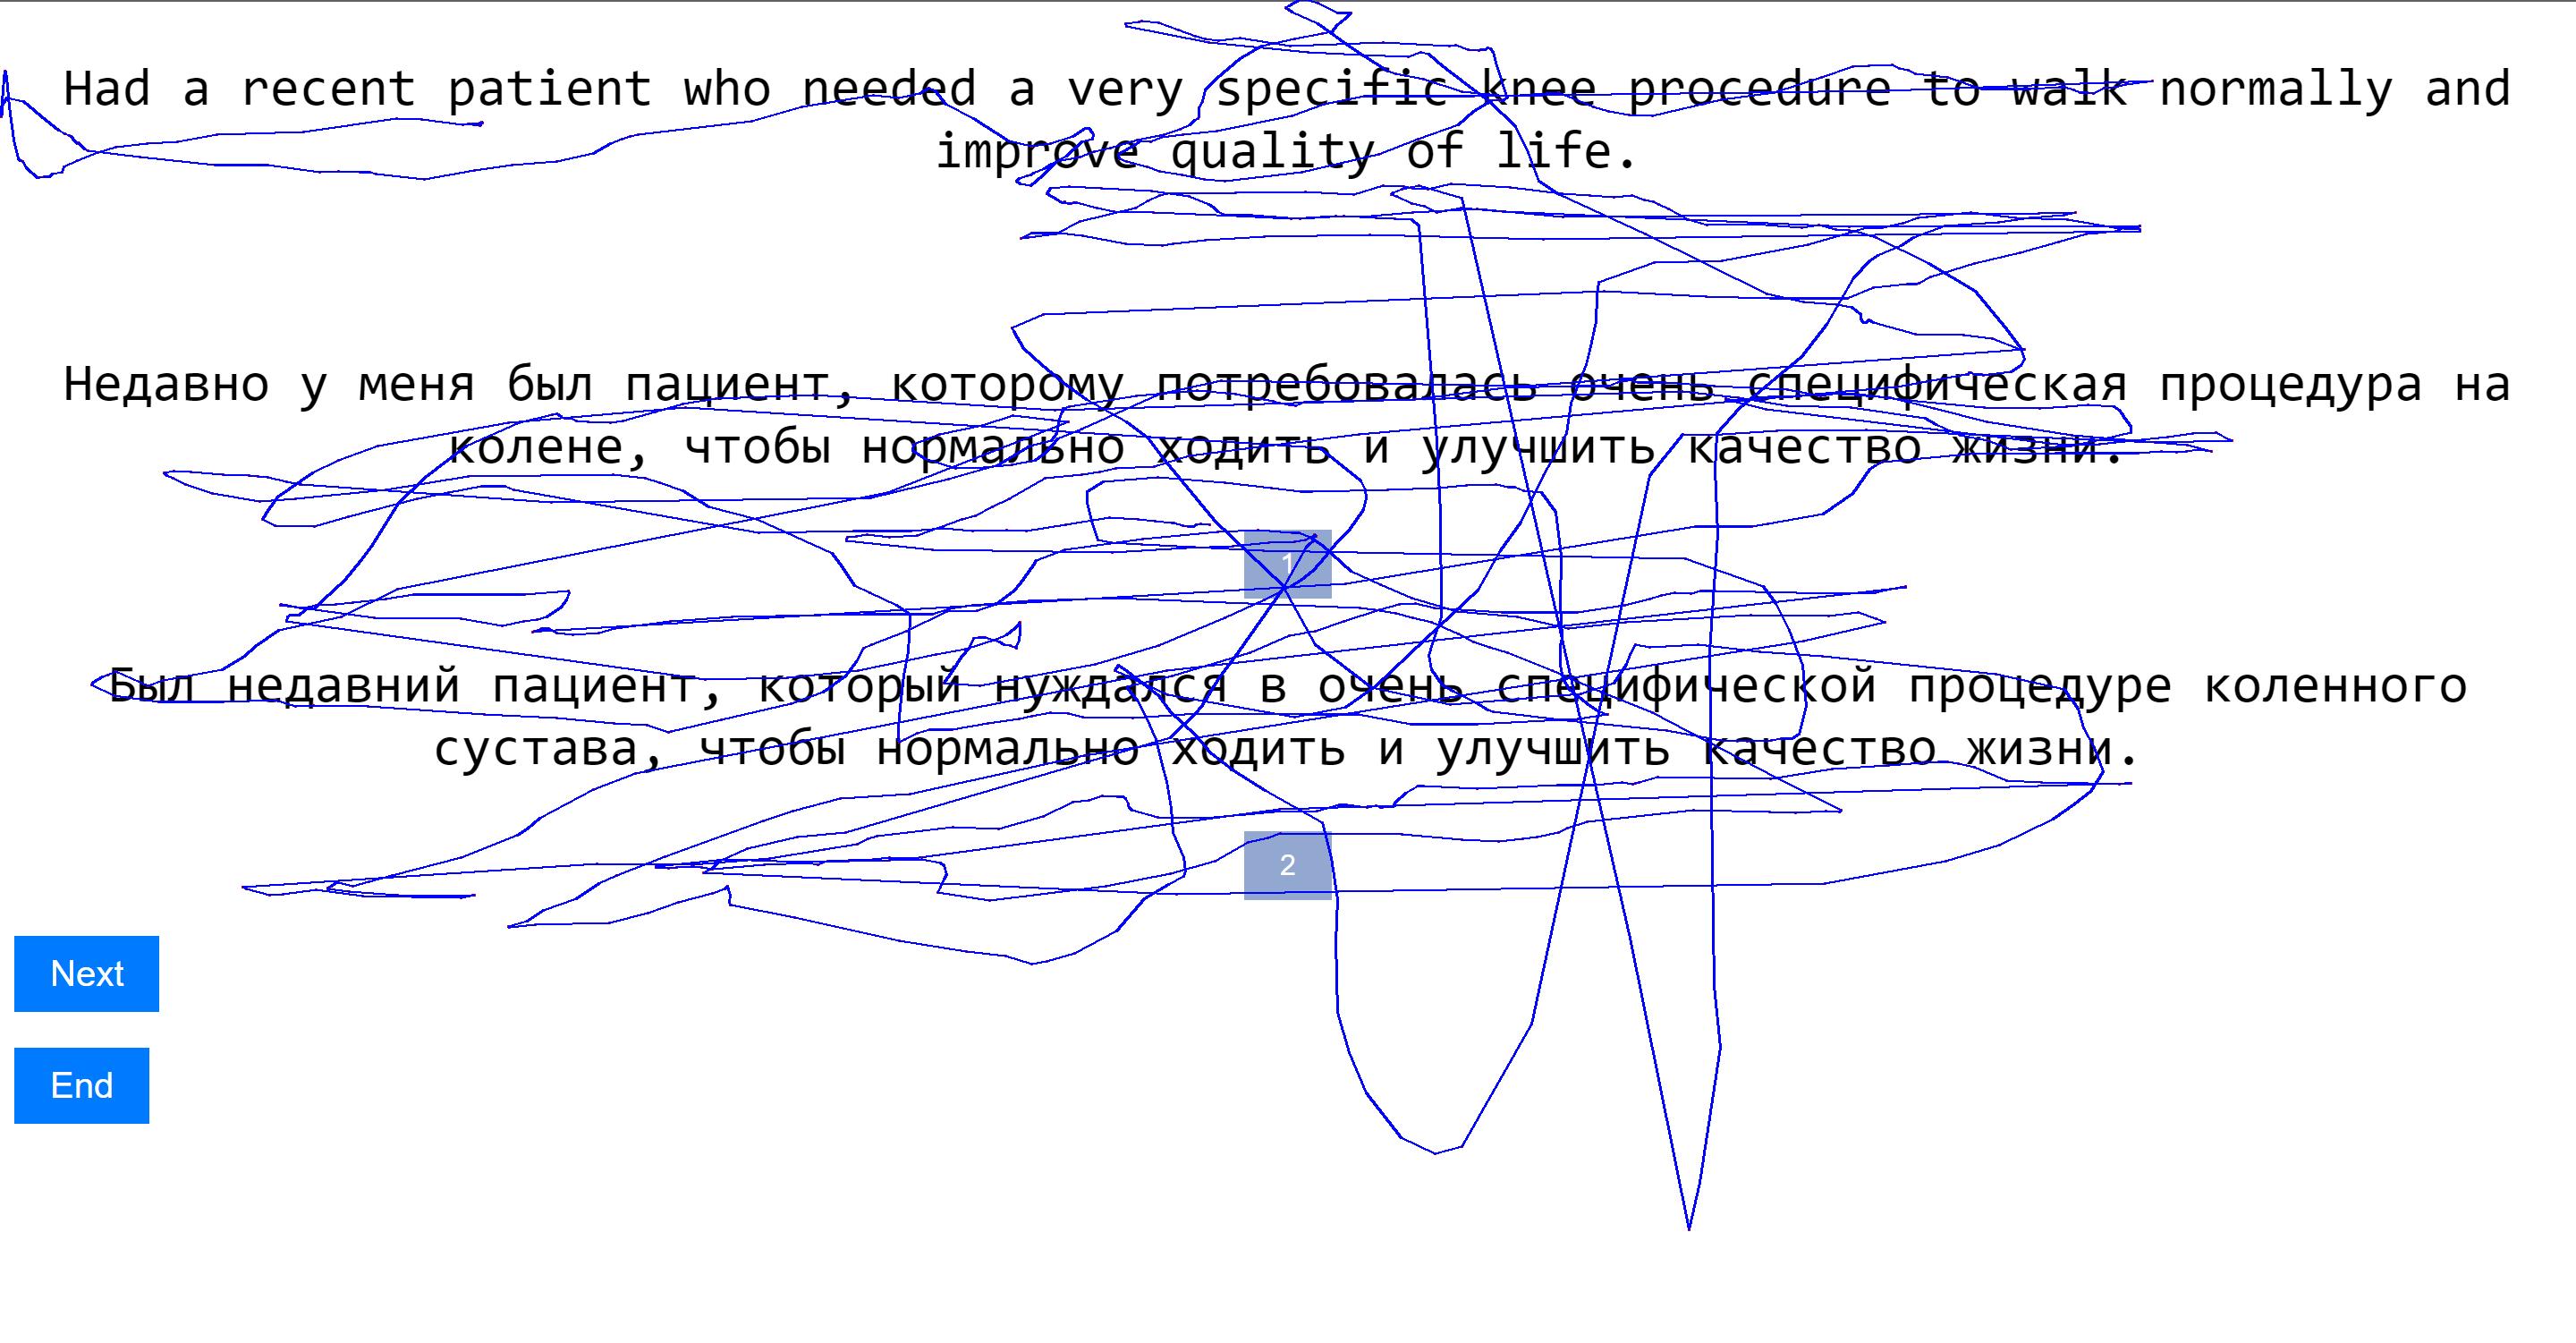 Had a recent patient who needed a very specific knee procedure to walk normally and
improve quality of life.
Недавно у меня был пациент, которому потребовалась очень специфическая процедура на
колене, чтобы нормально ходить и улучшить качество жизни.
1
Был недавний пациент, который нуждался в очень специфической процедуре коленного
сустава, чтобы нормально ходить и улучшить качество жизни.
2
Next
End